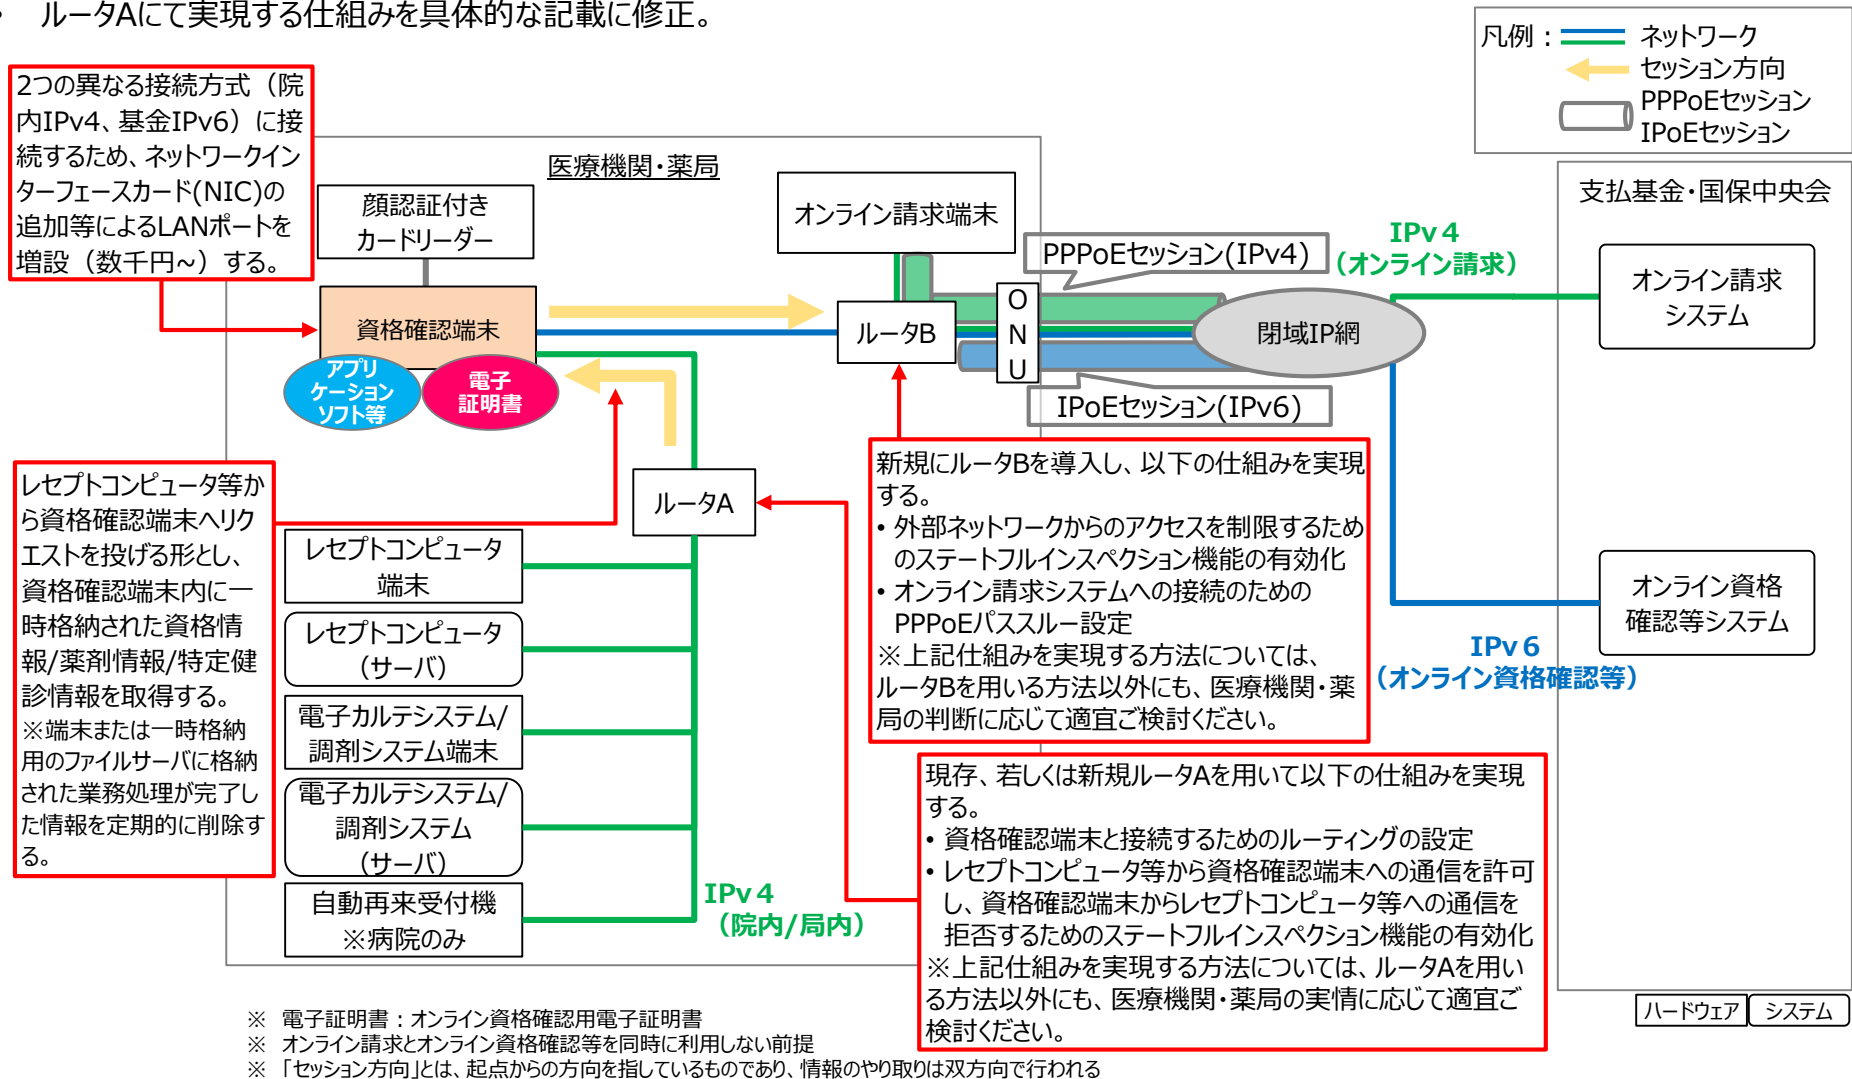 ・ ルータAにて実現する仕組みを具体的な記載に修正。
凡例：
ネットワーク
セッション方向
PPPoEセッション
IPoEセッション
2つの異なる接続方式（院
内IPv4、基金IPv6）に接
続するため、ネットワークイン
ターフェースカード(NIC)の
追加等によるLANポートを
増設（数千円~）する。
医療機関・薬局
顔認証付き
カードリーダー
オンライン請求端末
PPPoEセッション(IPv4)
IPv４
（オンライン請求）
支払基金・国保中央会
オンライン請求
システム
資格確認端末
ルータB
O
N
U
閉域IP網
アプリ
ケーション
ソフト等
電子
証明書
IPoEセッション(IPv6)
レセプトコンピュータ等か
ら資格確認端末へリク
エストを投げる形とし、
資格確認端末内に一
時格納された資格情
報/薬剤情報/特定健
診情報を取得する。
※端末または一時格納
用のファイルサーバに格納
された業務処理が完了し
た情報を定期的に削除す
る。
ルータA
新規にルータBを導入し、以下の仕組みを実現
する。
• 外部ネットワークからのアクセスを制限するため
のステートフルインスペクション機能の有効化
• オンライン請求システムへの接続のための
PPPoEパススルー設定
※上記仕組みを実現する方法については、
ルータBを用いる方法以外にも、医療機関・薬
局の判断に応じて適宜ご検討ください。
オンライン資格
確認等システム
IPv６
（オンライン資格確認等）
レセプトコンピュータ
端末
レセプトコンピュータ
（サーバ）
電子カルテシステム/
調剤システム端末
電子カルテシステム/
調剤システム
（サーバ）
自動再来受付機
※病院のみ
IPv４
（院内/局内）
現存、若しくは新規ルータAを用いて以下の仕組みを実現
する。
• 資格確認端末と接続するためのルーティングの設定
• レセプトコンピュータ等から資格確認端末への通信を許可
し、資格確認端末からレセプトコンピュータ等への通信を
拒否するためのステートフルインスペクション機能の有効化
※上記仕組みを実現する方法については、ルータAを用い
る方法以外にも、医療機関・薬局の実情に応じて適宜ご
検討ください。
ハードウェア
システム
※ 電子証明書：オンライン資格確認用電子証明書
※ オンライン請求とオンライン資格確認等を同時に利用しない前提
※ 「セッション方向」とは、起点からの方向を指しているものであり、情報のやり取りは双方向で行われる